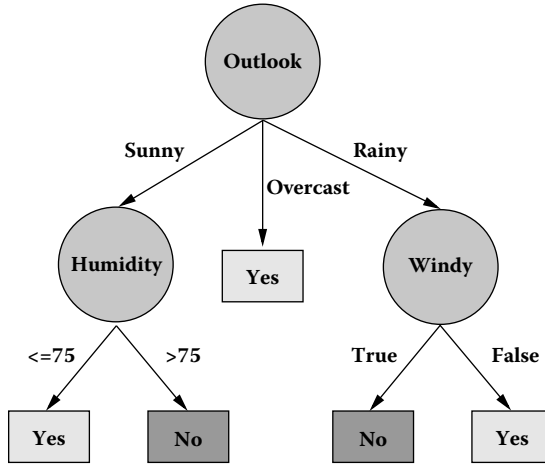 Outlook
Sunny
Rainy
Overcast
Humidity
Yes
Windy
<=75
>75
True
False
Yes
No
No
Yes